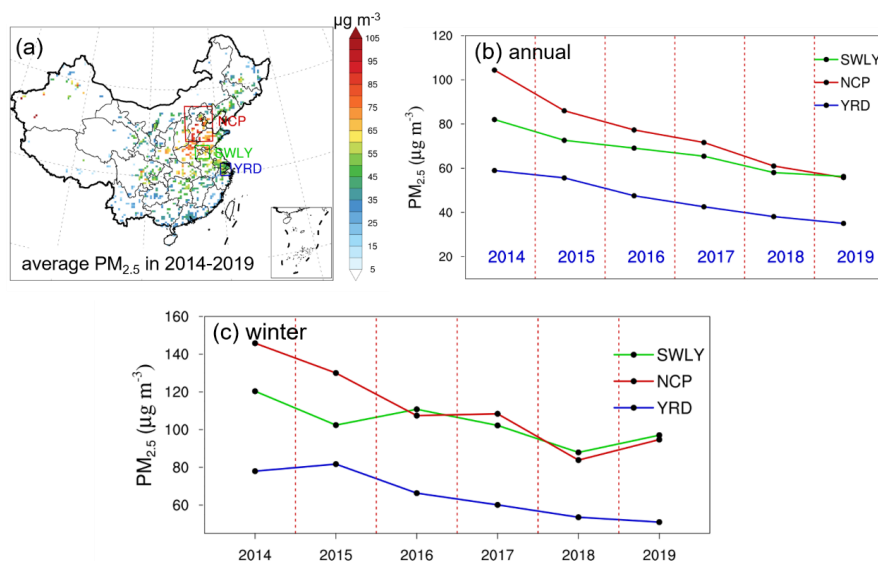 (a)
µg m⁻³
105
95
85
75
65
55
45
35
25
15
5
NCP
SWLY
YRD
average PM₂.₅ in 2014-2019
(b) annual
SWLY
NCP
YRD
PM₂.₅ (µg m⁻³)
120
100
80
60
40
20
2014 2015 2016 2017 2018 2019
(c) winter
SWLY
NCP
YRD
PM₂.₅ (µg m⁻³)
160
140
120
100
80
60
2014 2015 2016 2017 2018 2019